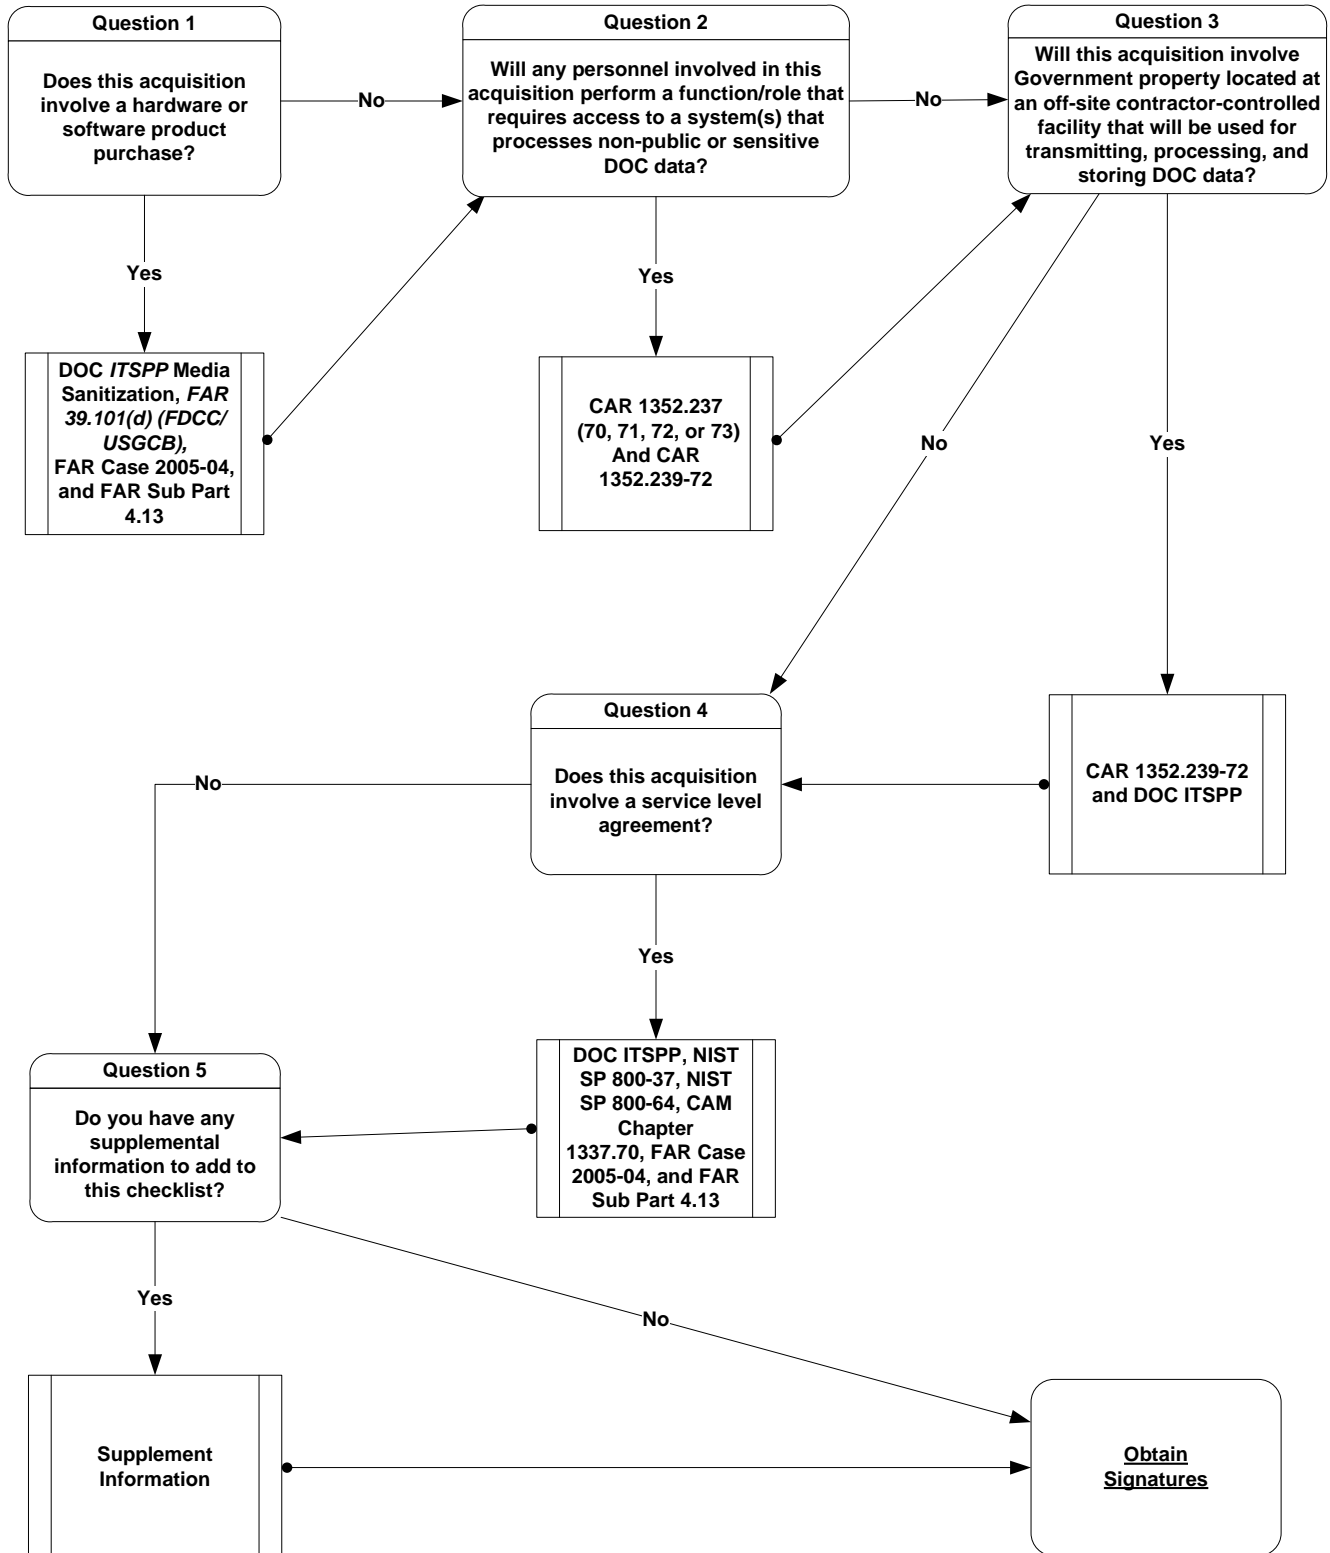 Question 1
Does this acquisition
involve a hardware or
software product
purchase?
No
Question 2
Will any personnel involved in this
acquisition perform a function/role that
requires access to a system(s) that
processes non-public or sensitive
DOC data?
No
Question 3
Will this acquisition involve
Government property located at
an off-site contractor-controlled
facility that will be used for
transmitting, processing, and
storing DOC data?
Yes
Yes
DOC ITSPP Media
Sanitization, FAR
39.101(d) (FDCC/
USGCB),
FAR Case 2005-04,
and FAR Sub Part
4.13
CAR 1352.237
(70, 71, 72, or 73)
And CAR
1352.239-72
No
Yes
Question 4
Does this acquisition
involve a service level
agreement?
CAR 1352.239-72
and DOC ITSPP
No
Yes
Question 5
Do you have any
supplemental
information to add to
this checklist?
DOC ITSPP, NIST
SP 800-37, NIST
SP 800-64, CAM
Chapter
1337.70, FAR Case
2005-04, and FAR
Sub Part 4.13
Yes
No
Supplement
Information
Obtain
Signatures